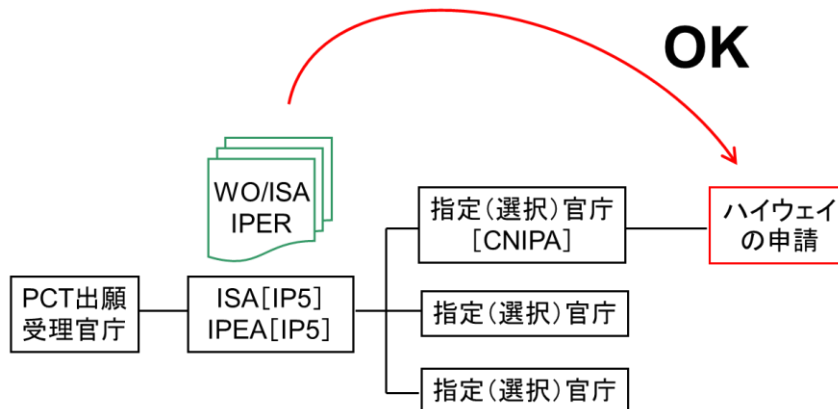 OK
WO/ISA
IPER
指定(選択)官庁
[CNIPA]
ハイウェイ
の申請
PCT出願
受理官庁
ISA[IP5]
IPEA[IP5]
指定(選択)官庁
指定(選択)官庁